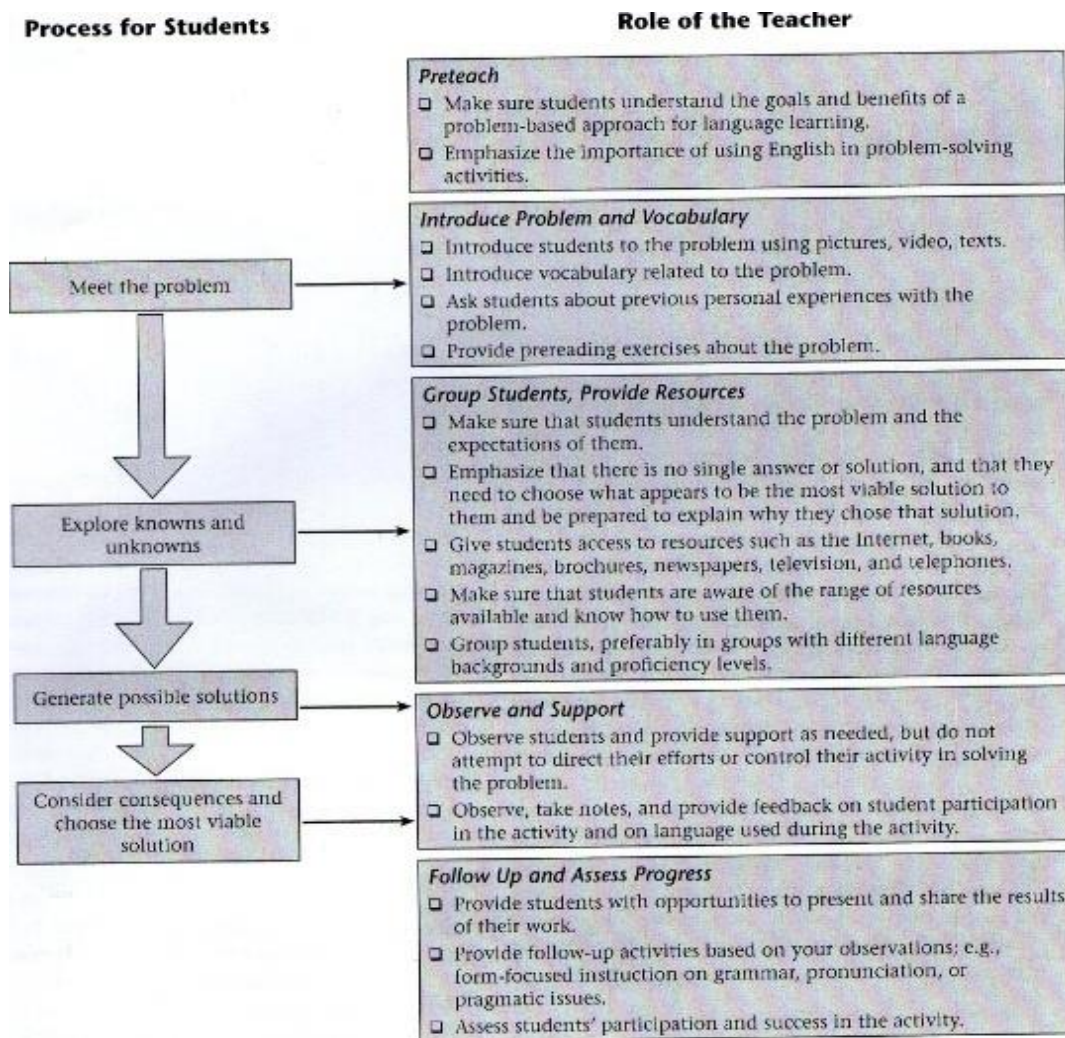 Process for Students
Role of the Teacher
Preteach
❑ Make sure students understand the goals and benefits of a
problem-based approach for language learning.
❑ Emphasize the importance of using English in problem-solving
activities.
Introduce Problem and Vocabulary
❑ Introduce students to the problem using pictures, video, texts.
❑ Introduce vocabulary related to the problem.
❑ Ask students about previous personal experiences with the
problem.
❑ Provide prereading exercises about the problem.
Meet the problem
Group Students, Provide Resources
❑ Make sure that students understand the problem and the
expectations of them.
❑ Emphasize that there is no single answer or solution, and that they
need to choose what appears to be the most viable solution to
them and be prepared to explain why they chose that solution.
❑ Give students access to resources such as the Internet, books,
magazines, brochures, newspapers, television, and telephones.
❑ Make sure that students are aware of the range of resources
available and know how to use them.
❑ Group students, preferably in groups with different language
backgrounds and proficiency levels.
Explore knowns and
unknowns
Generate possible solutions
Observe and Support
❑ Observe students and provide support as needed, but do not
attempt to direct their efforts or control their activity in solving
the problem.
❑ Observe, take notes, and provide feedback on student participation
in the activity and on language used during the activity.
Consider consequences and
choose the most viable
solution
Follow Up and Assess Progress
❑ Provide students with opportunities to present and share the results
of their work.
❑ Provide follow-up activities based on your observations; e.g.,
form-focused instruction on grammar, pronunciation, or
pragmatic issues.
❑ Assess students' participation and success in the activity.